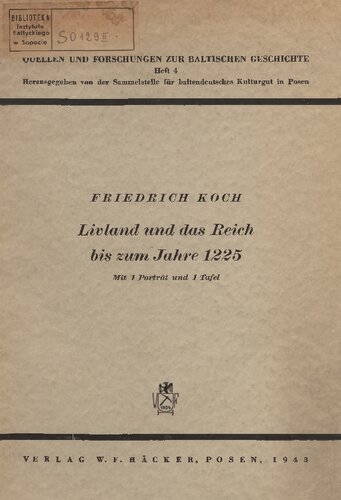 BIBLIOTEKA
Instytutu
Bałtyckiego
w Sopocie
50129 II
QUELLEN UND FORSCHUNGEN ZUR BALTISCHEN GESCHICHTE
Heft 4
Herausgegeben von der Sammelstelle für baltendeutsches Kulturgut in Posen
FRIEDRICH KOCH
Livland und das Reich
bis zum Jahre 1225
Mit 1 Porträt und 1 Tafel
VERLAG W. F. HÄCKER, POSEN, 1943